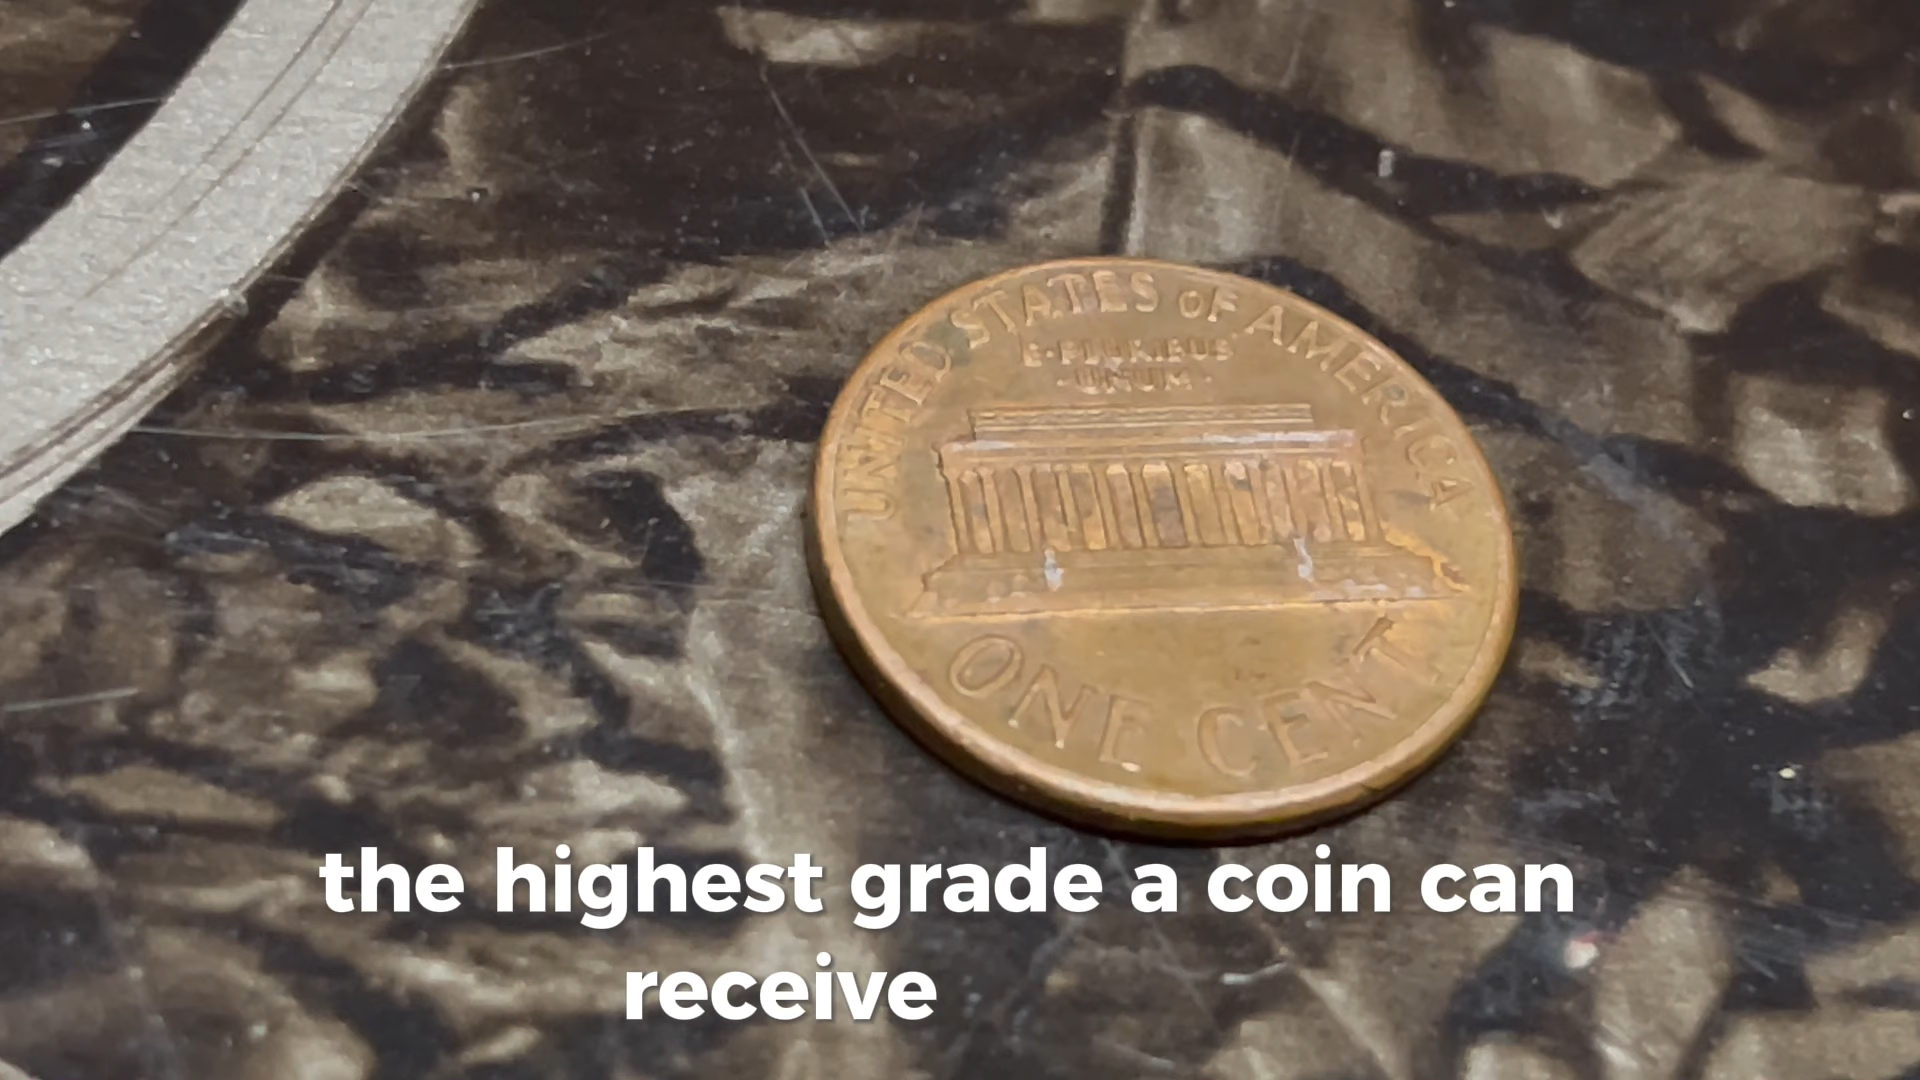 UNITED STATES OF AMERICA
E·PLURIBUS
·UNUM·
ONE CENT
the highest grade a coin can
receive